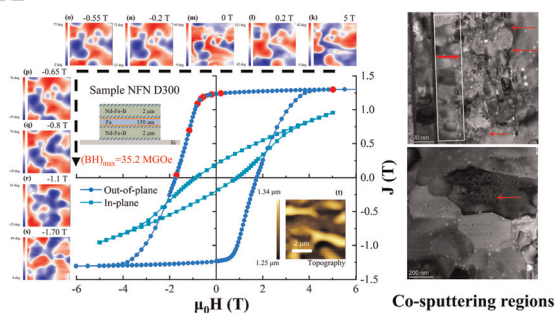 (o) -0.55 T
(n) -0.2 T
(m) 0 T
(l) 0.2 T
(k) 5 T
(p) -0.65 T
(q) -0.8 T
(r) -1.1 T
(s) -1.70 T
Sample NFN D300
Nd-Fe-B 2 μm
Fe 150 nm
Nd-Fe-B 2 μm
Si
(BH)max=35.2 MGOe
Out-of-plane
In-plane
1.34 μm
1.25 μm
(t)
2 μm
Topography
1.5
1.0
0.5
0.0
-0.5
-1.0
-1.5
J (T)
-6 -4 -2 0 2 4 6
μ0H (T)
200 nm
200 nm
Co-sputtering regions